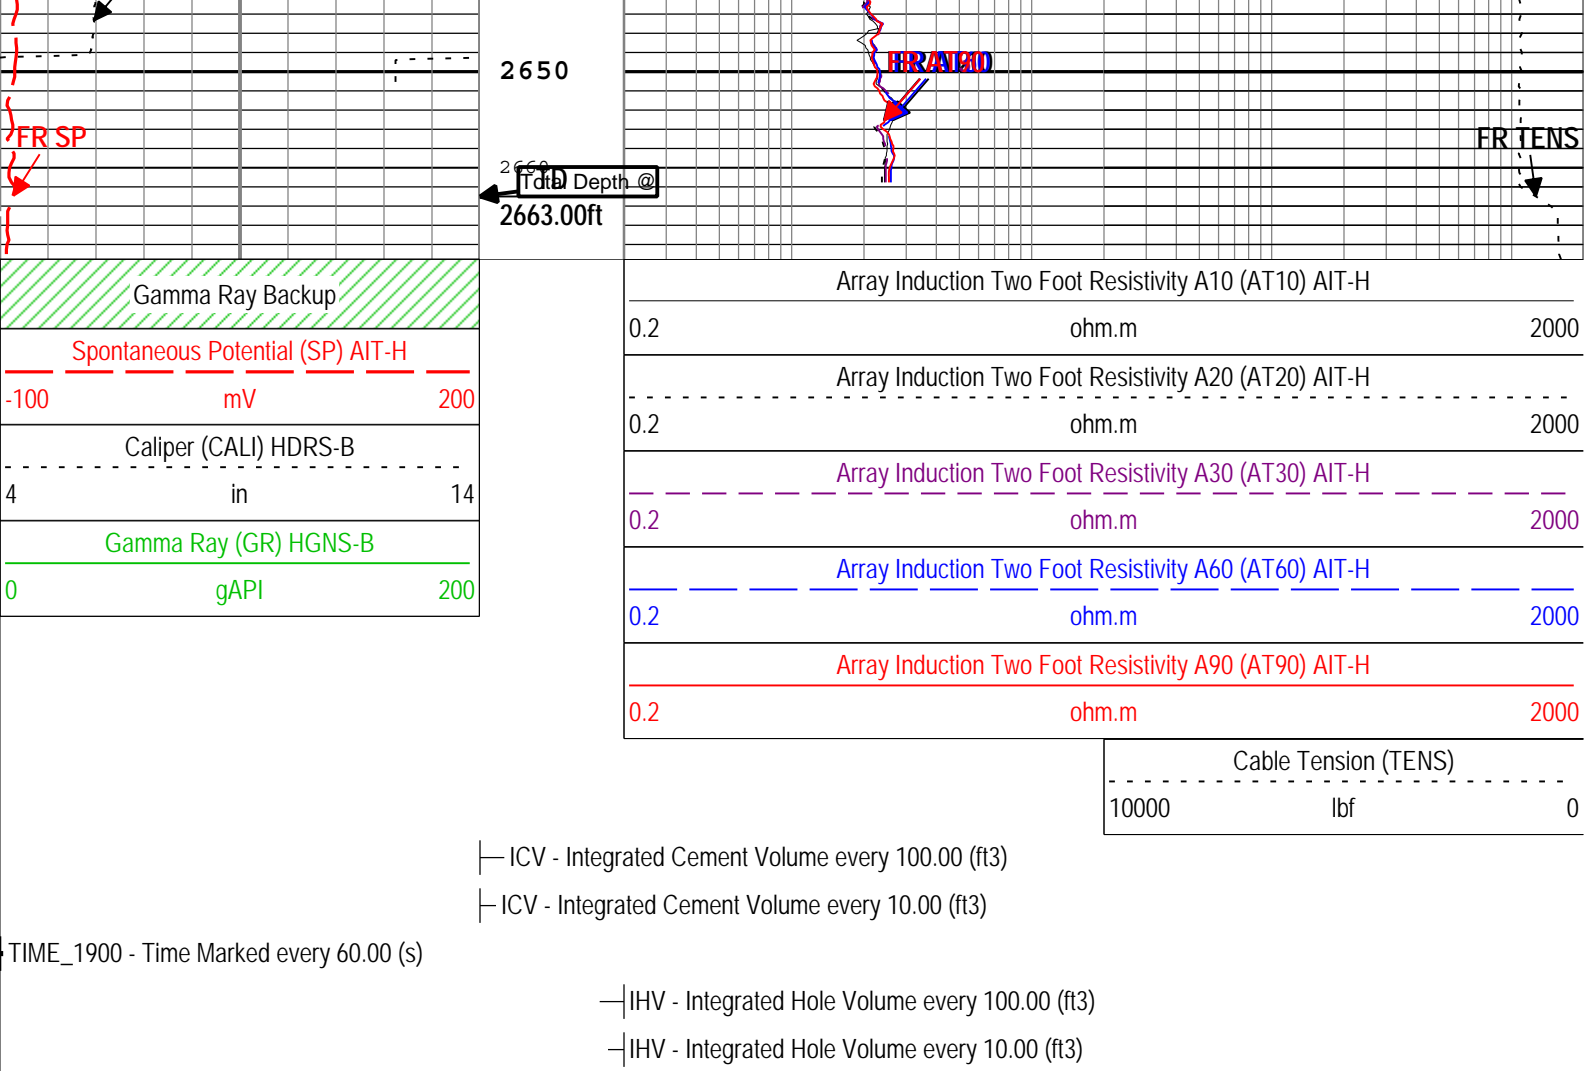 2650
FR AT90
FR SP
FR TENS
2660
TD
Total Depth @
2663.00ft
Gamma Ray Backup
Spontaneous Potential (SP) AIT-H
-100 mV 200
Caliper (CALI) HDRS-B
4 in 14
Gamma Ray (GR) HGNS-B
0 gAPI 200
Array Induction Two Foot Resistivity A10 (AT10) AIT-H
0.2 ohm.m 2000
Array Induction Two Foot Resistivity A20 (AT20) AIT-H
0.2 ohm.m 2000
Array Induction Two Foot Resistivity A30 (AT30) AIT-H
0.2 ohm.m 2000
Array Induction Two Foot Resistivity A60 (AT60) AIT-H
0.2 ohm.m 2000
Array Induction Two Foot Resistivity A90 (AT90) AIT-H
0.2 ohm.m 2000
Cable Tension (TENS)
10000 lbf 0
ICV - Integrated Cement Volume every 100.00 (ft3)
ICV - Integrated Cement Volume every 10.00 (ft3)
TIME_1900 - Time Marked every 60.00 (s)
IHV - Integrated Hole Volume every 100.00 (ft3)
IHV - Integrated Hole Volume every 10.00 (ft3)